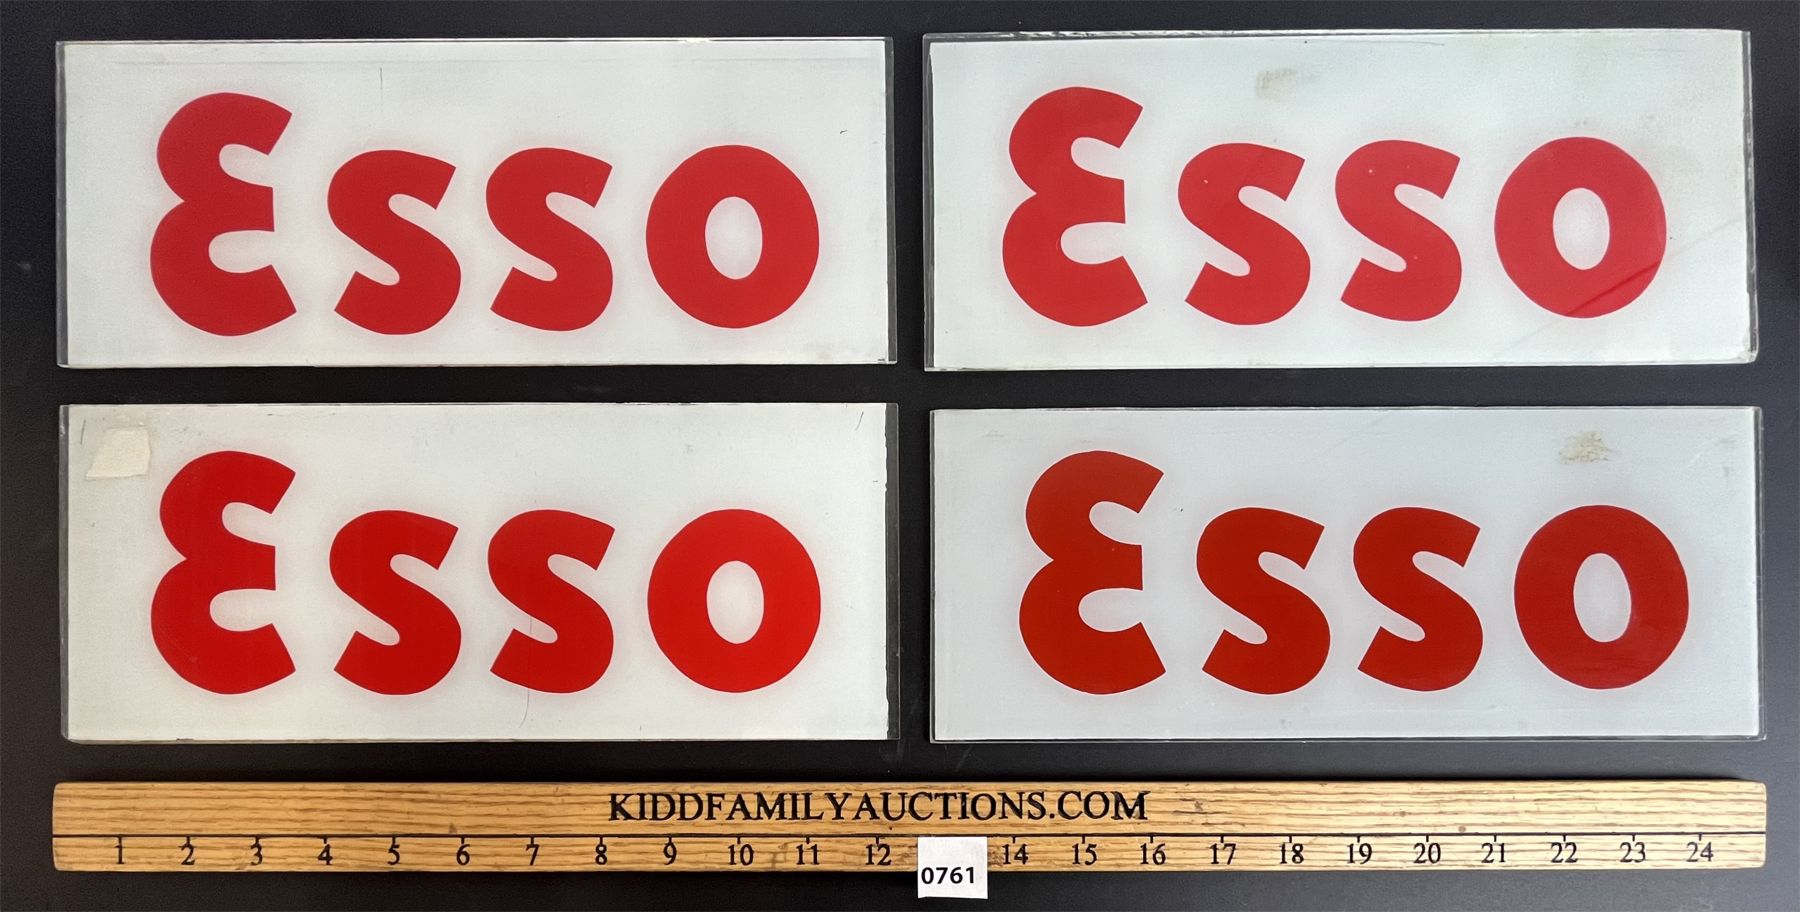 Esso Esso
Esso Esso
KIDDFAMILYAUCTIONS.COM
1 2 3 4 5 6 7 8 9 10 11 12 14 15 16 17 18 19 20 21 22 23 24
0761